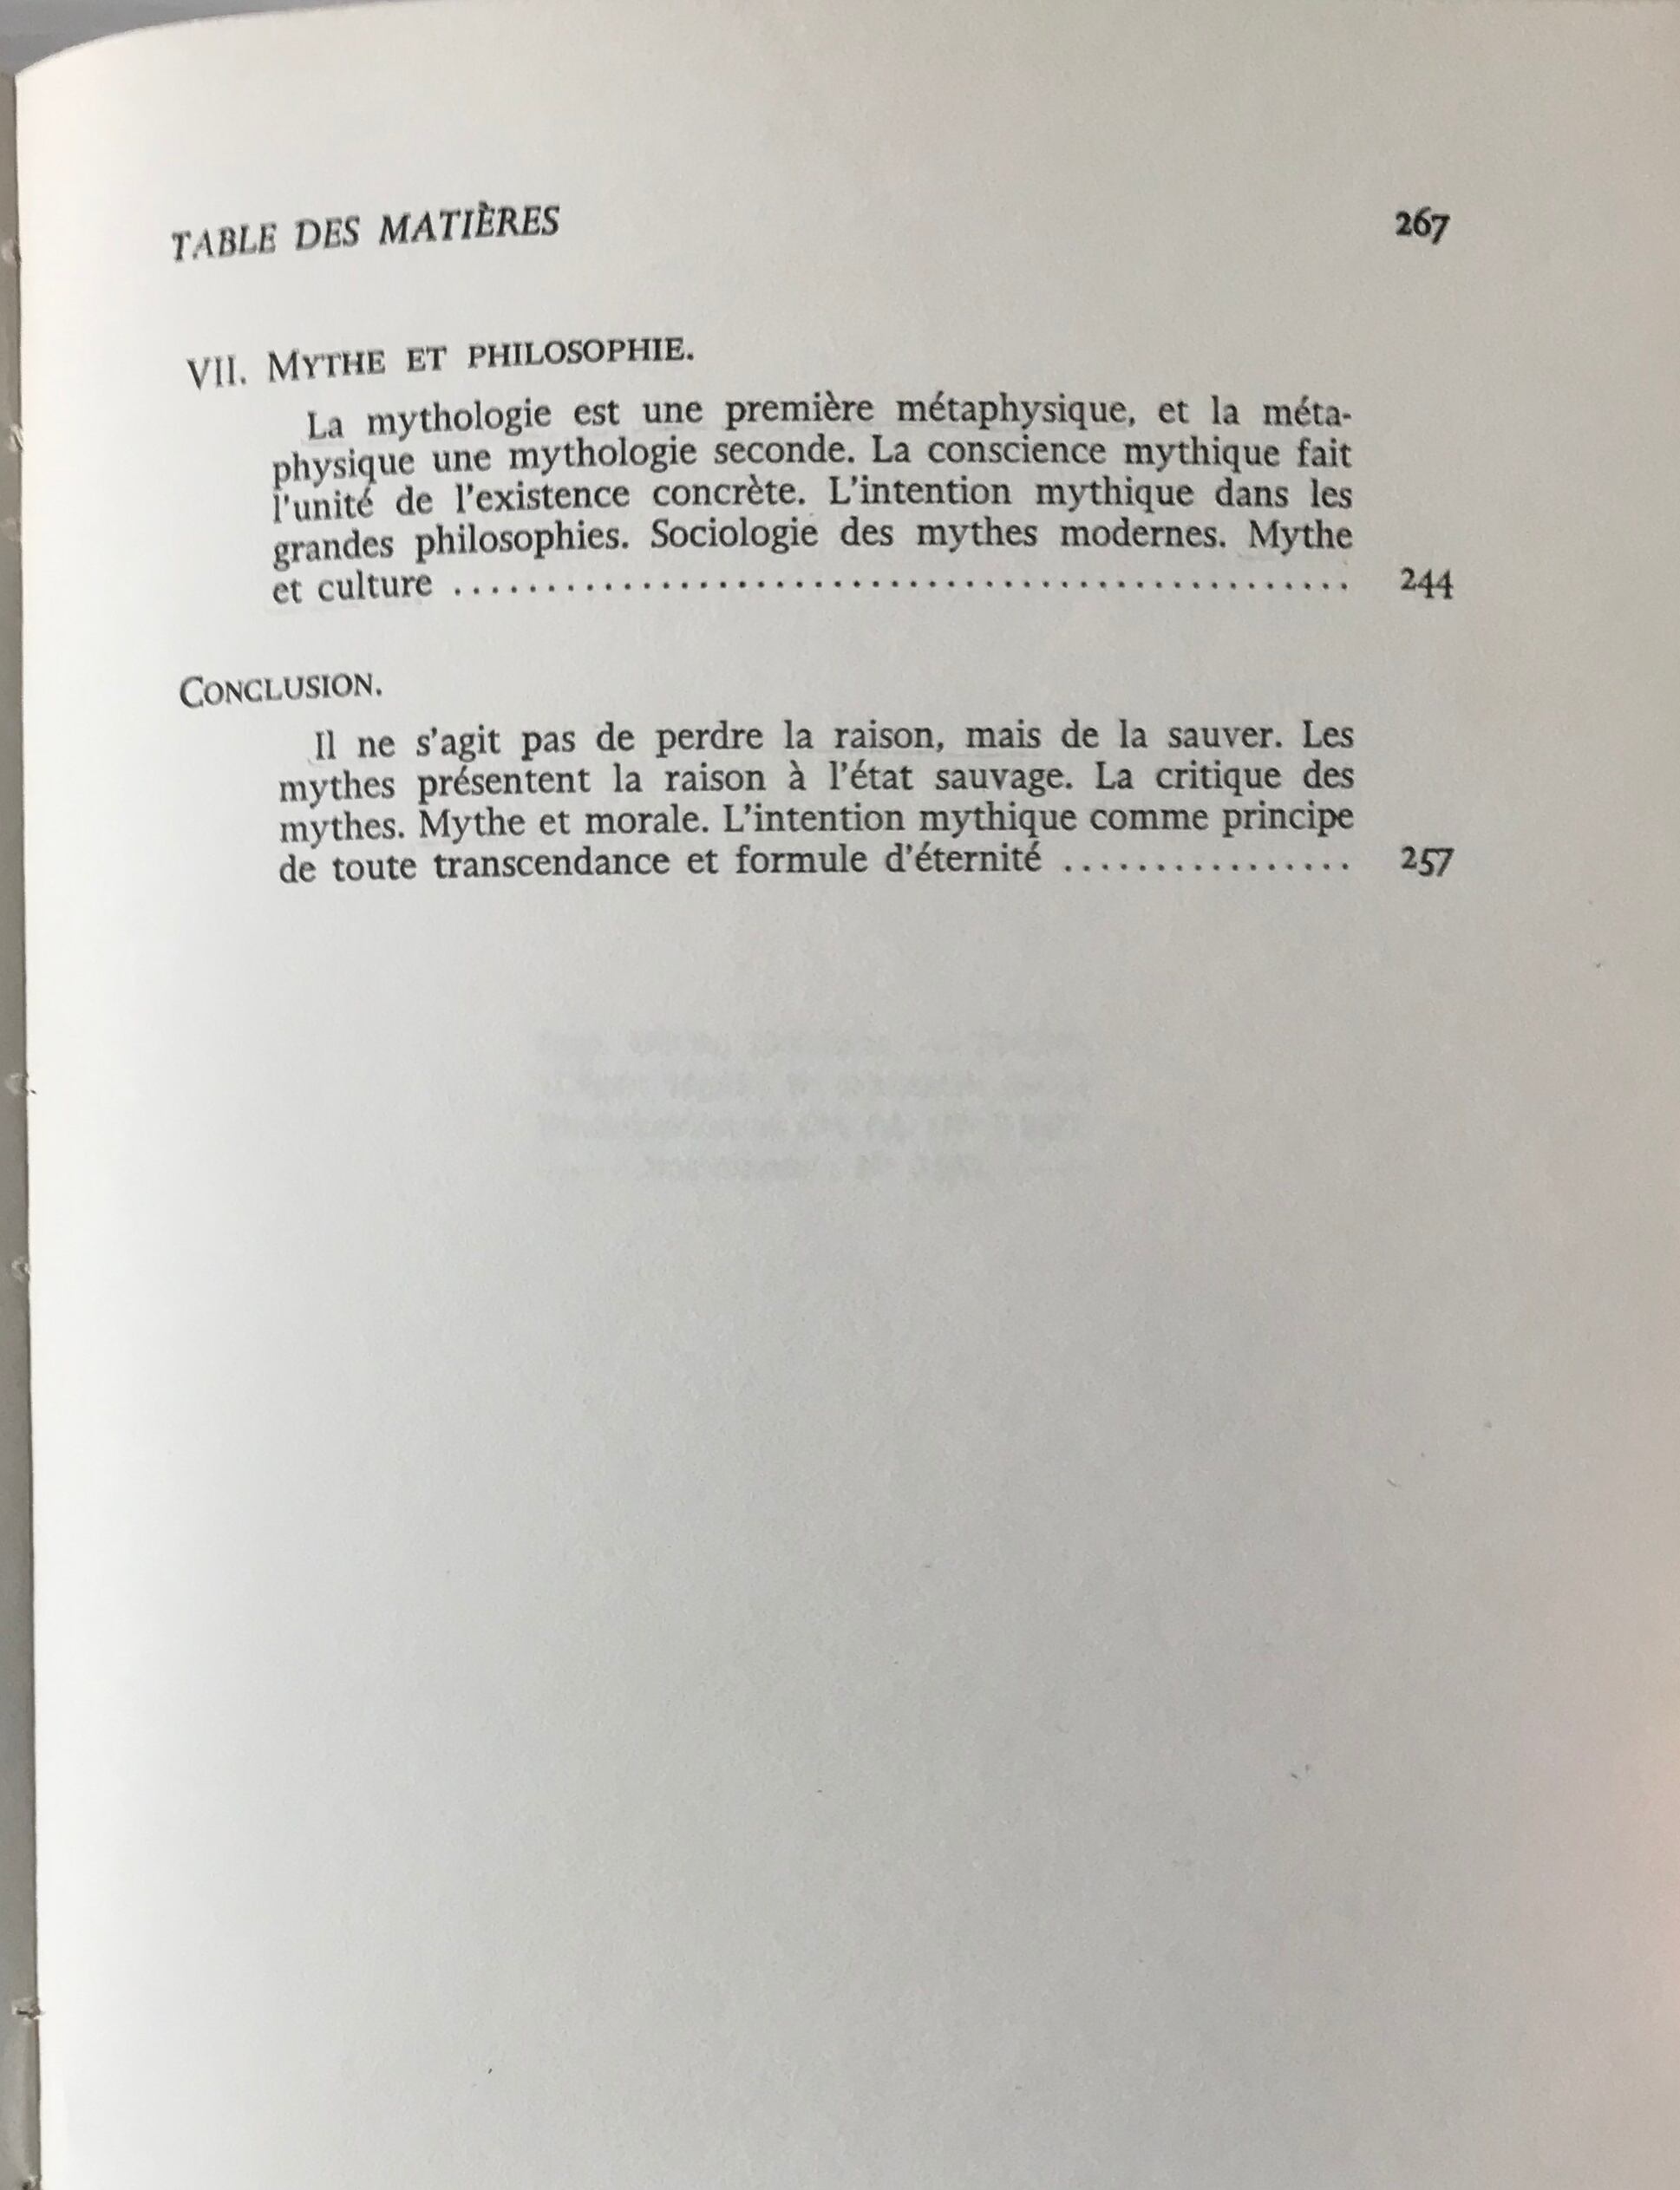 TABLE DES MATIÈRES 267
VII. MYTHE ET PHILOSOPHIE.
La mythologie est une première métaphysique, et la méta-
physique une mythologie seconde. La conscience mythique fait
l'unité de l'existence concrète. L'intention mythique dans les
grandes philosophies. Sociologie des mythes modernes. Mythe
et culture .................................................. 244
CONCLUSION.
Il ne s'agit pas de perdre la raison, mais de la sauver. Les
mythes présentent la raison à l'état sauvage. La critique des
mythes. Mythe et morale. L'intention mythique comme principe
de toute transcendance et formule d'éternité ................ 257